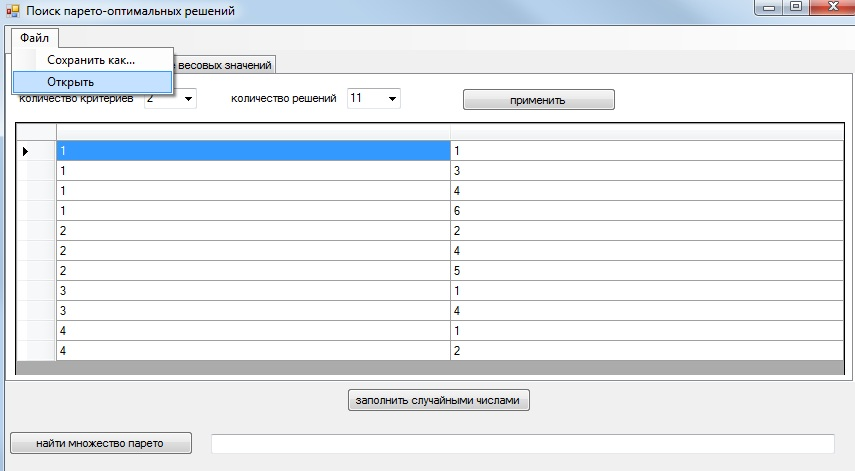 Поиск парето-оптимальных решений
Файл
Сохранить как...
Открыть
весовых значений
количество критериев 2 количество решений 11 применить
1 1
1 3
1 4
1 6
2 2
2 4
2 5
3 1
3 4
4 1
4 2
заполнить случайными числами
найти множество парето